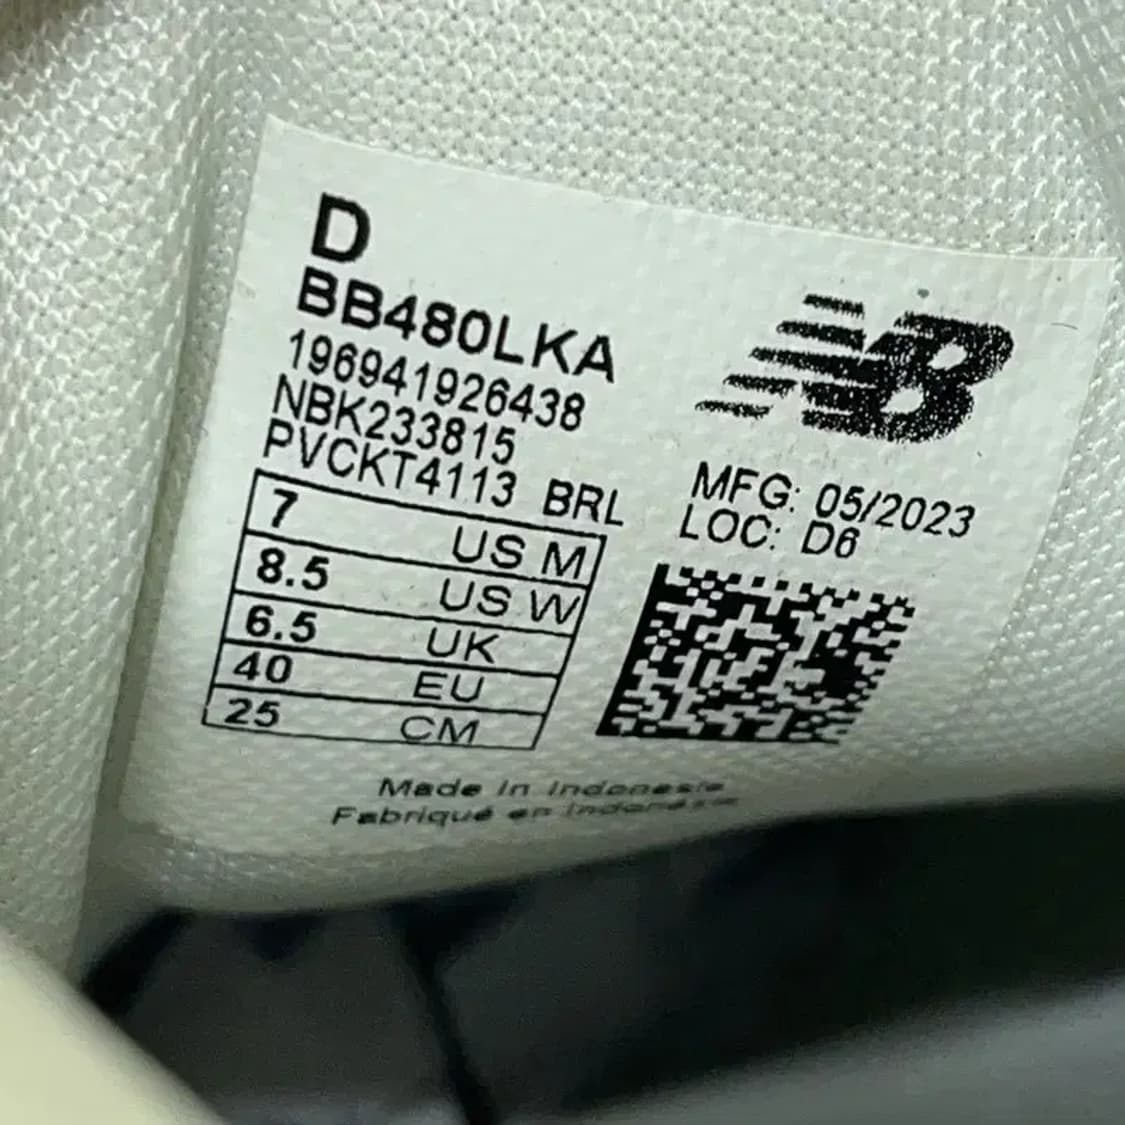 D
BB480LKA
196941926438
NBK233815
PVCKT4113 BRL
7 US M
8.5 US W
6.5 UK
40 EU
25 CM
NB
MFG: 05/2023
LOC: D6
Made in Indonesia
Fabriqué en Indonésie